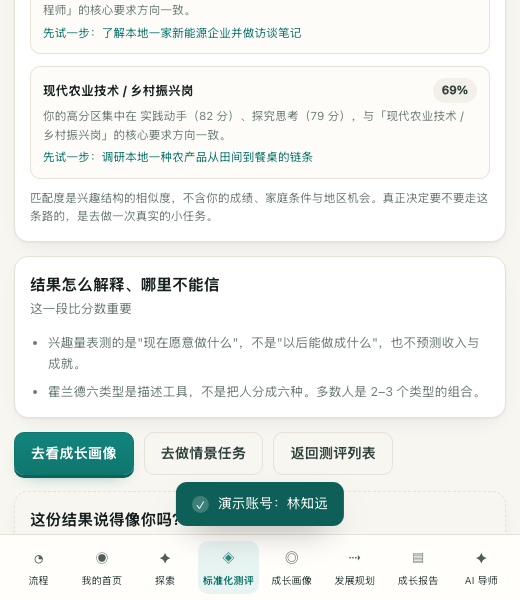 程师」的核心要求方向一致。
先试一步：了解本地一家新能源企业并做访谈笔记
现代农业技术 / 乡村振兴岗
69%
你的高分区集中在 实践动手（82 分）、探究思考（79 分），与「现代农业技术 /
乡村振兴岗」的核心要求方向一致。
先试一步：调研本地一种农产品从田间到餐桌的链条
匹配度是兴趣结构的相似度，不含你的成绩、家庭条件与地区机会。真正决定要不要走这
条路的，是去做一次真实的小任务。
结果怎么解释、哪里不能信
这一段比分数重要
兴趣量表测的是"现在愿意做什么"，不是"以后能做成什么"，也不预测收入与
成就。
霍兰德六类型是描述工具，不是把人分成六种。多数人是 2–3 个类型的组合。
去看成长画像
去做情景任务
返回测评列表
演示账号：林知远
这份结果说得像你吗?
流程
我的首页
探索
标准化测评
成长画像
发展规划
成长报告
AI 导师